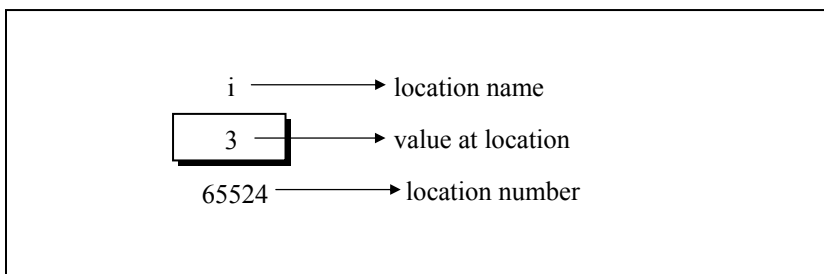 i location name
3 value at location
65524 location number